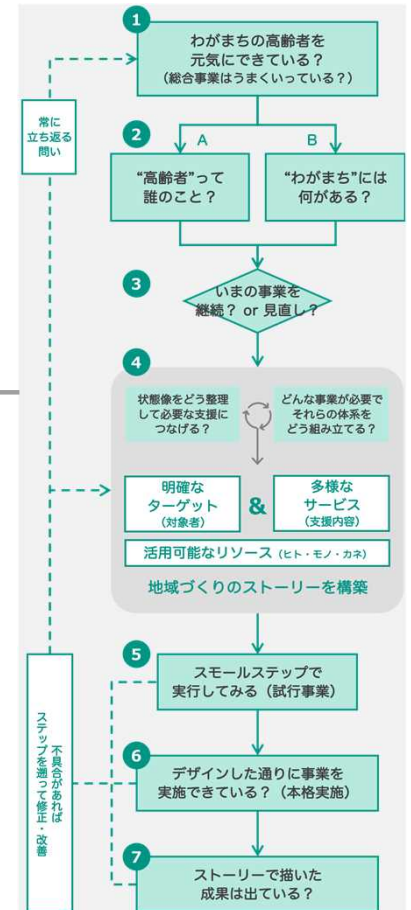 1
わがまちの高齢者を
元気にできている？
（総合事業はうまくいっている？）
常に
立ち返る
問い
2
A
B
“高齢者”って
誰のこと？
“わがまち”には
何がある？
3
いまの事業を
継続？ or 見直し？
4
状態像をどう整理
して必要な支援に
つなげる？
どんな事業が必要で
それらの体系を
どう組み立てる？
明確な
ターゲット
（対象者）
&
多様な
サービス
（支援内容）
活用可能なリソース（ヒト・モノ・カネ）
地域づくりのストーリーを構築
5
スモールステップで
実行してみる（試行事業）
6
デザインした通りに事業を
実施できている？（本格実施）
不具合があれば
ステップを遡って修正・改善
7
ストーリーで描いた
成果は出ている？